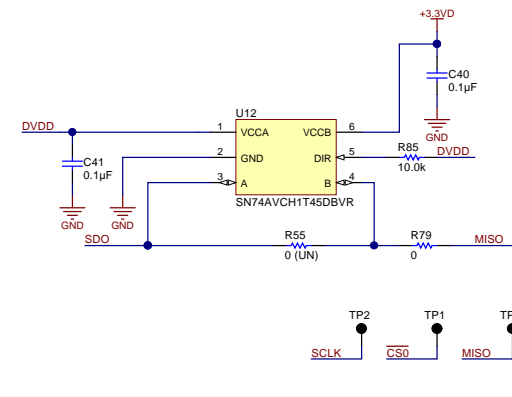 +3.3VD
C40
0.1µF
GND
U12
DVDD
1
VCCA
VCCB
6
2
GND
DIR
5
R85
10.0k
DVDD
C41
0.1µF
3
A
B
4
SN74AVCH1T45DBVR
GND
GND
SDO
R55
0 (UN)
R79
0
MISO
TP2
TP1
SCLK
CS0
MISO